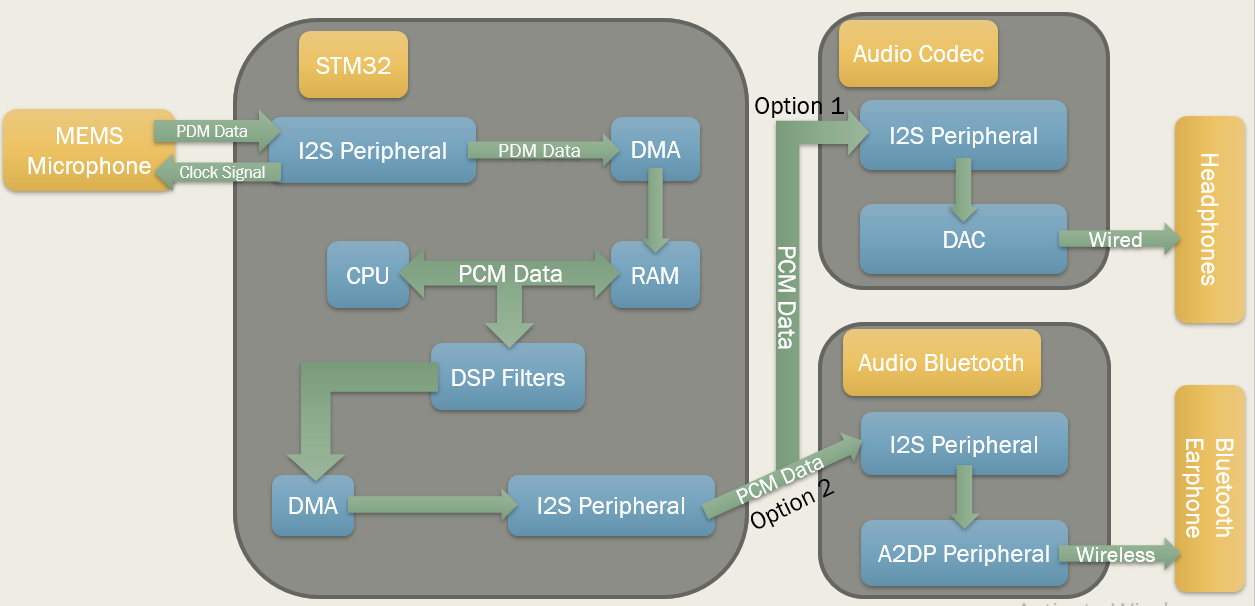 STM32
MEMS
Microphone
PDM Data
Clock Signal
I2S Peripheral
PDM Data
DMA
CPU
PCM Data
RAM
DSP Filters
DMA
I2S Peripheral
Option 1
PCM Data
PCM Data
Option 2
Audio Codec
I2S Peripheral
DAC
Wired
Headphones
Audio Bluetooth
I2S Peripheral
A2DP Peripheral
Wireless
Bluetooth
Earphone